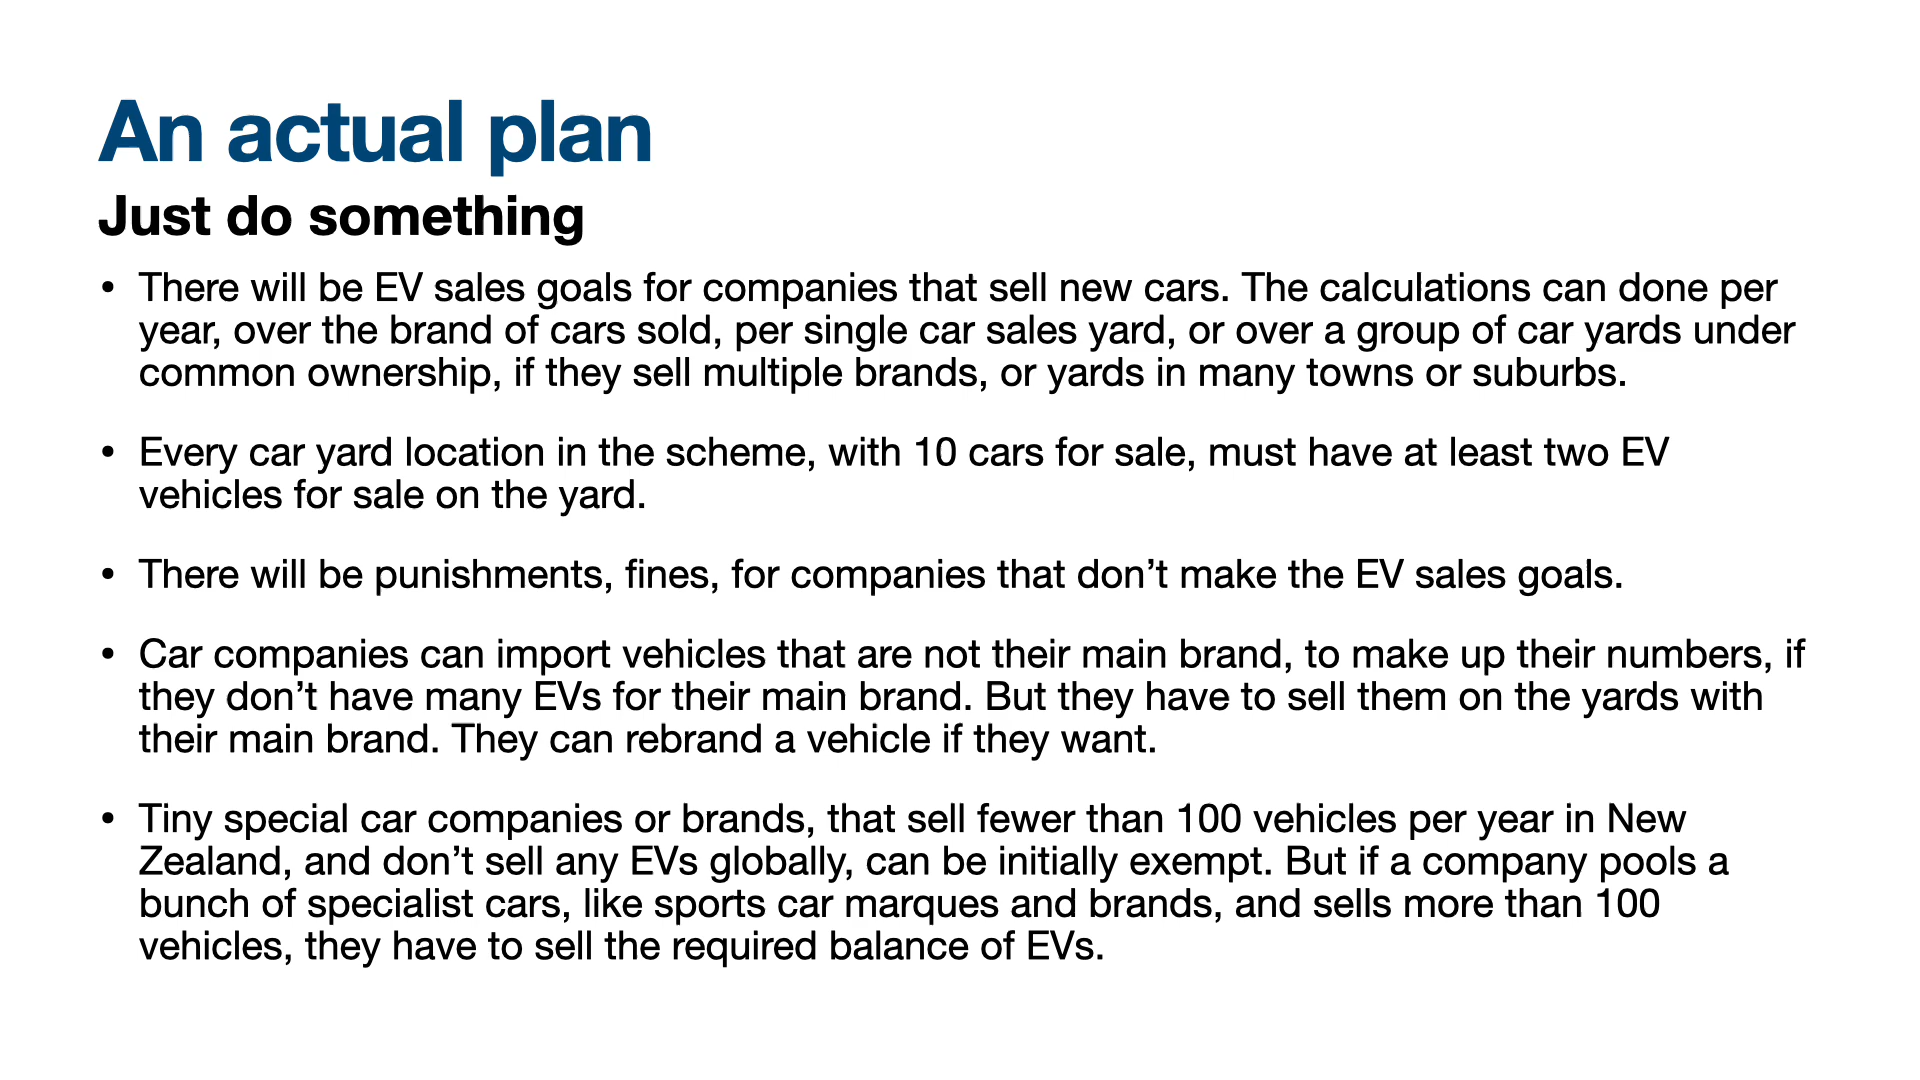 An actual plan
Just do something
• There will be EV sales goals for companies that sell new cars. The calculations can done per
year, over the brand of cars sold, per single car sales yard, or over a group of car yards under
common ownership, if they sell multiple brands, or yards in many towns or suburbs.
• Every car yard location in the scheme, with 10 cars for sale, must have at least two EV
vehicles for sale on the yard.
• There will be punishments, fines, for companies that don’t make the EV sales goals.
• Car companies can import vehicles that are not their main brand, to make up their numbers, if
they don’t have many EVs for their main brand. But they have to sell them on the yards with
their main brand. They can rebrand a vehicle if they want.
• Tiny special car companies or brands, that sell fewer than 100 vehicles per year in New
Zealand, and don’t sell any EVs globally, can be initially exempt. But if a company pools a
bunch of specialist cars, like sports car marques and brands, and sells more than 100
vehicles, they have to sell the required balance of EVs.